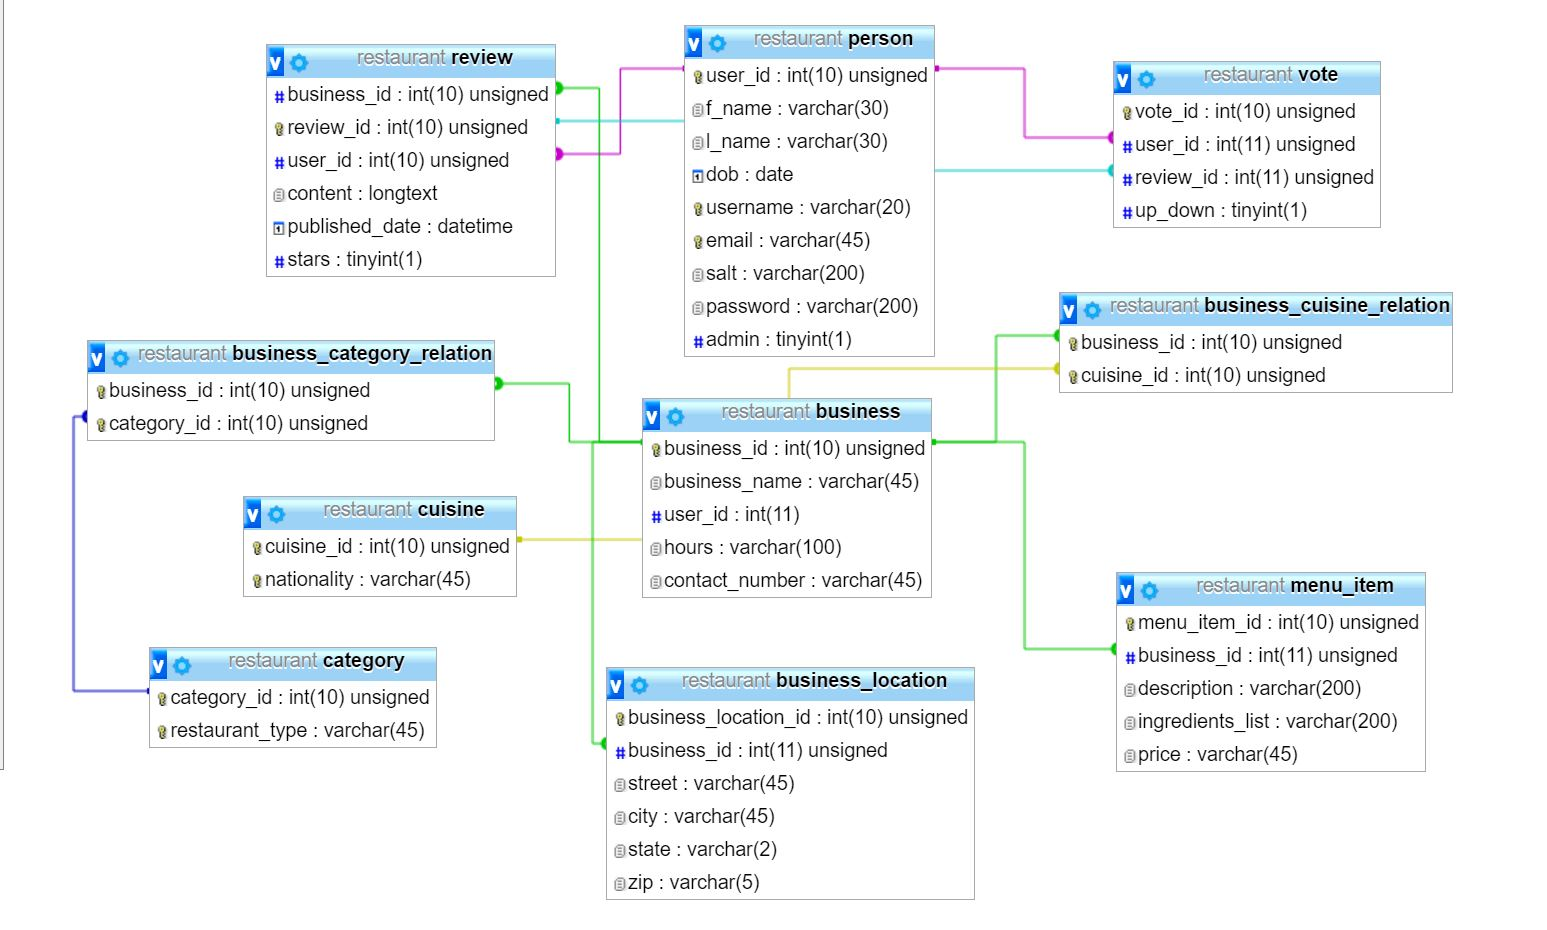 restaurant review
business_id : int(10) unsigned
review_id : int(10) unsigned
user_id : int(10) unsigned
content : longtext
published_date : datetime
stars : tinyint(1)
restaurant person
user_id : int(10) unsigned
f_name : varchar(30)
l_name : varchar(30)
dob : date
username : varchar(20)
email : varchar(45)
salt : varchar(200)
password : varchar(200)
admin : tinyint(1)
restaurant vote
vote_id : int(10) unsigned
user_id : int(11) unsigned
review_id : int(11) unsigned
up_down : tinyint(1)
restaurant business_category_relation
business_id : int(10) unsigned
category_id : int(10) unsigned
restaurant business_cuisine_relation
business_id : int(10) unsigned
cuisine_id : int(10) unsigned
restaurant business
business_id : int(10) unsigned
business_name : varchar(45)
user_id : int(11)
hours : varchar(100)
contact_number : varchar(45)
restaurant cuisine
cuisine_id : int(10) unsigned
nationality : varchar(45)
restaurant menu_item
menu_item_id : int(10) unsigned
business_id : int(11) unsigned
description : varchar(200)
ingredients_list : varchar(200)
price : varchar(45)
restaurant category
category_id : int(10) unsigned
restaurant_type : varchar(45)
restaurant business_location
business_location_id : int(10) unsigned
business_id : int(11) unsigned
street : varchar(45)
city : varchar(45)
state : varchar(2)
zip : varchar(5)